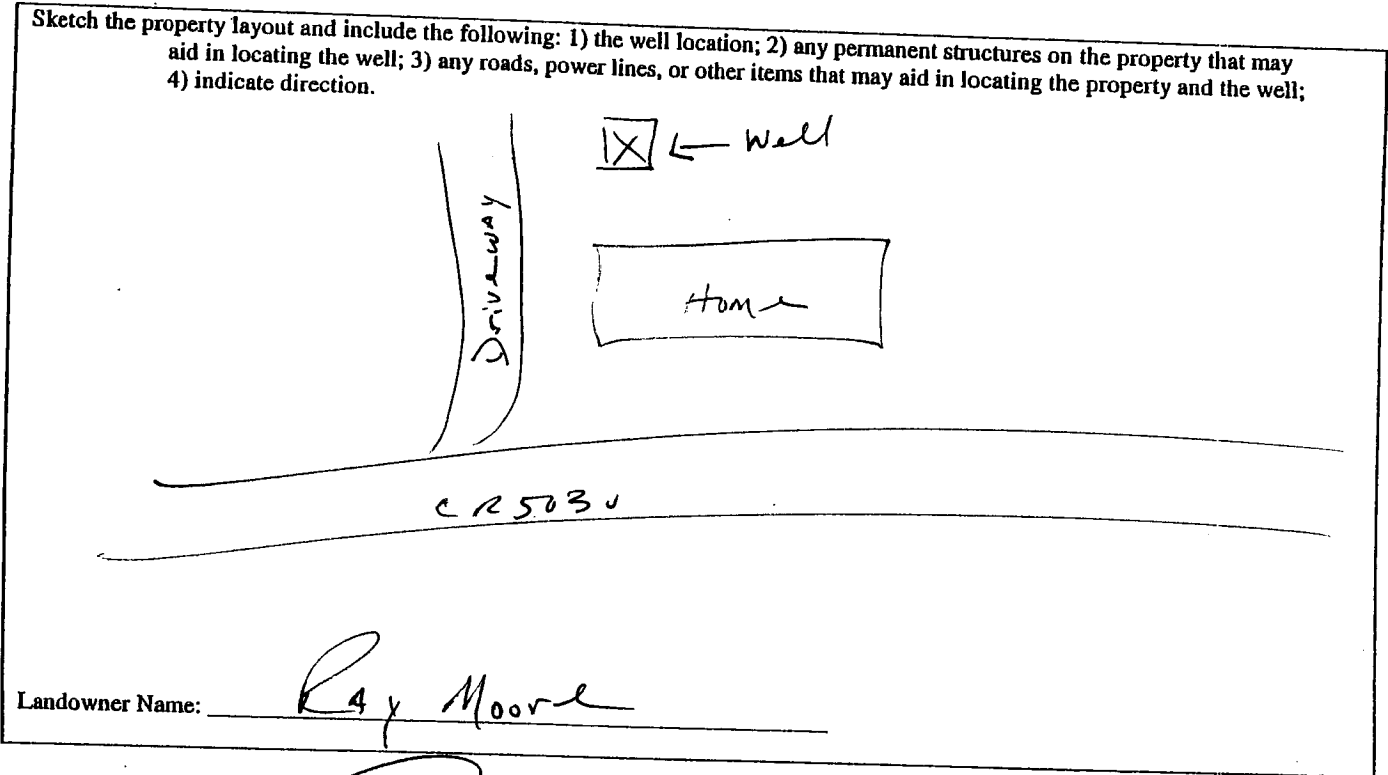 Sketch the property layout and include the following: 1) the well location; 2) any permanent structures on the property that may
aid in locating the well; 3) any roads, power lines, or other items that may aid in locating the property and the well;
4) indicate direction.
X ← Well
Driveway
Home
CR 503
Landowner Name: Ray Moore